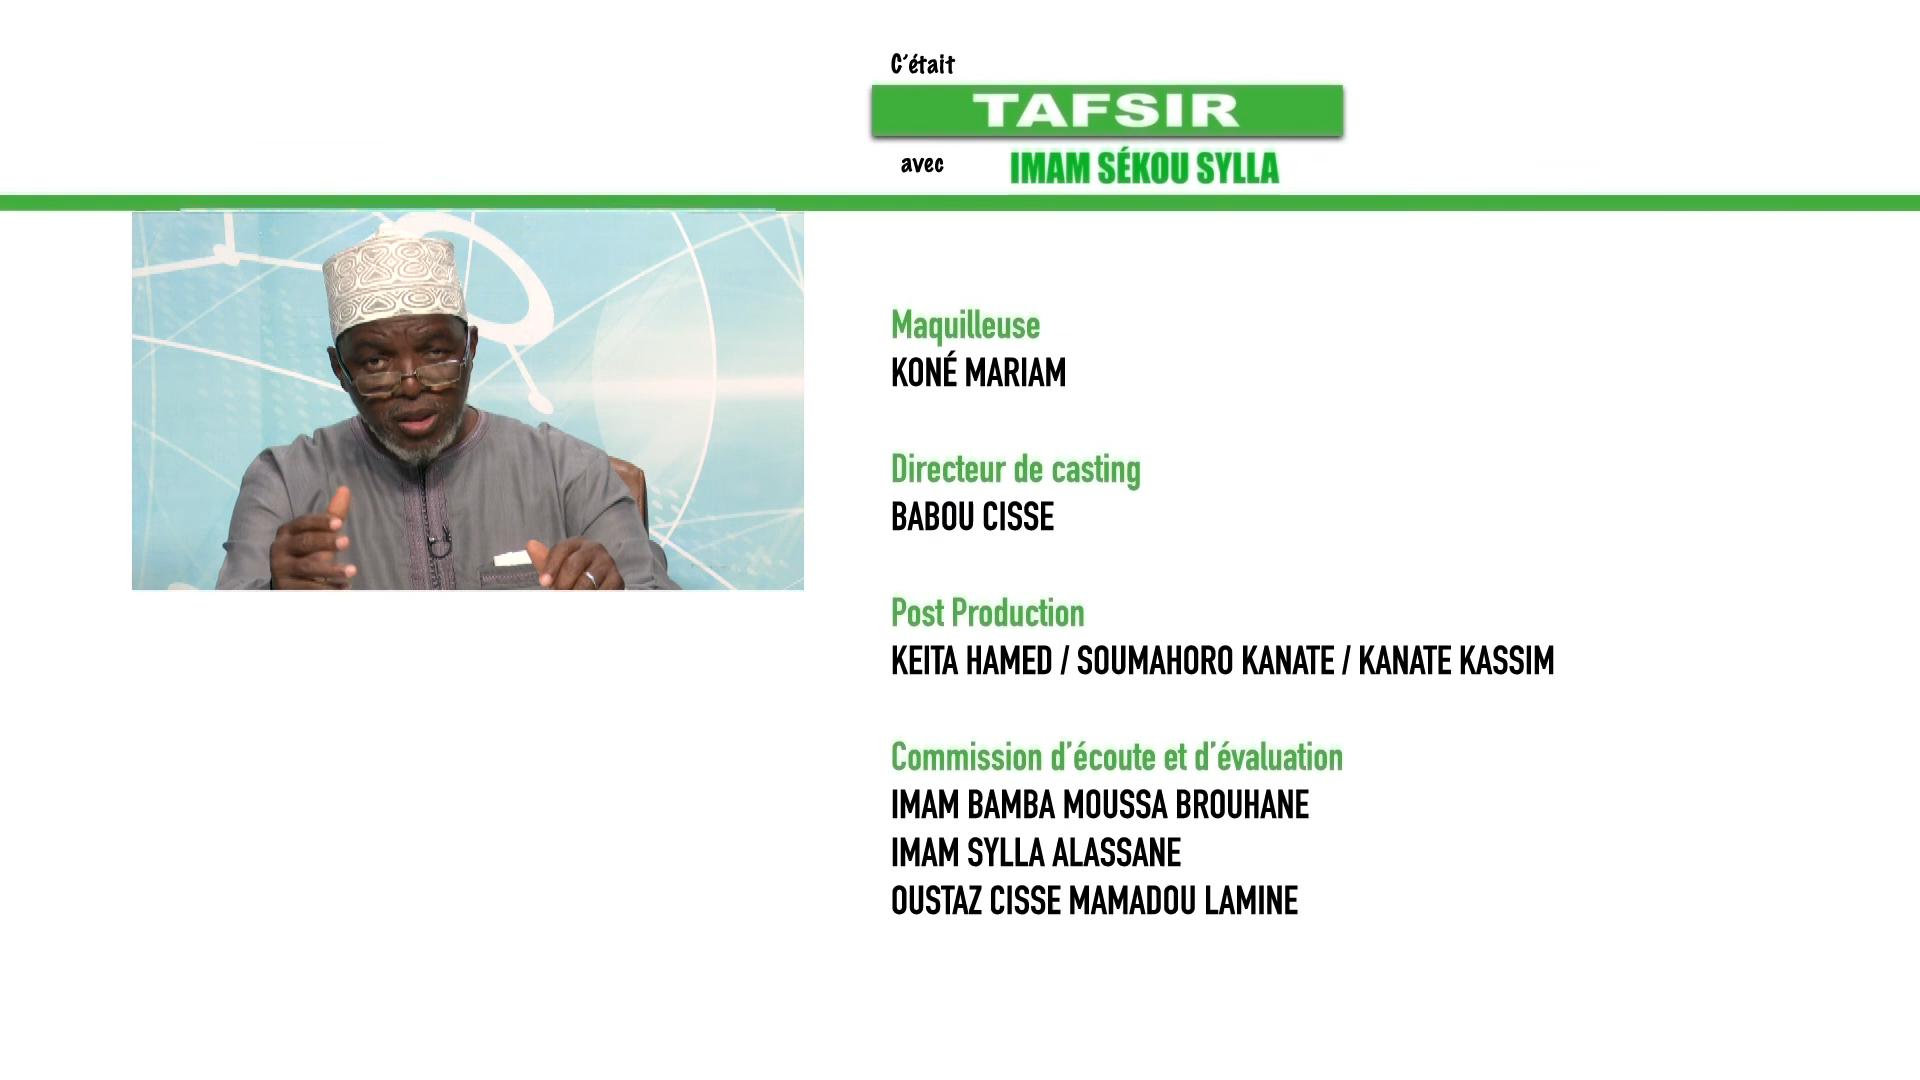 C'était
TAFSIR
avec IMAM SÉKOU SYLLA
Maquilleuse
KONÉ MARIAM
Directeur de casting
BABOU CISSE
Post Production
KEITA HAMED / SOUMAHORO KANATE / KANATE KASSIM
Commission d'écoute et d'évaluation
IMAM BAMBA MOUSSA BROUHANE
IMAM SYLLA ALASSANE
OUSTAZ CISSE MAMADOU LAMINE